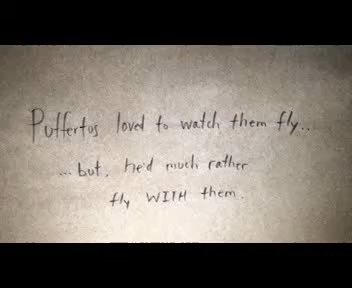 Puffertus loved to watch them fly...
...but, he'd much rather
fly WITH them.